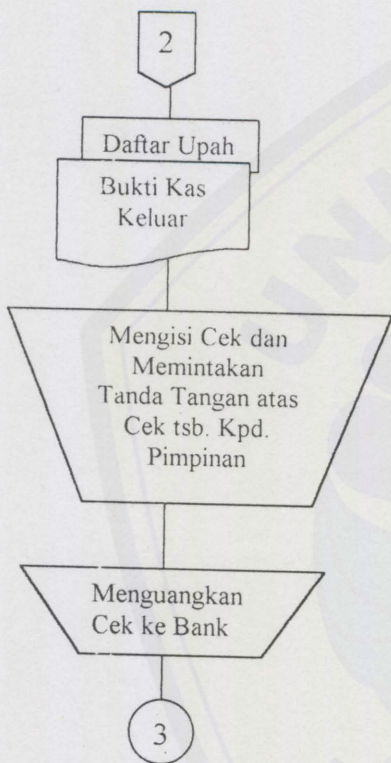 2
Daftar Upah
Bukti Kas
Keluar
Mengisi Cek dan
Memintakan
Tanda Tangan atas
Cek tsb. Kpd.
Pimpinan
Menguangkan
Cek ke Bank
3